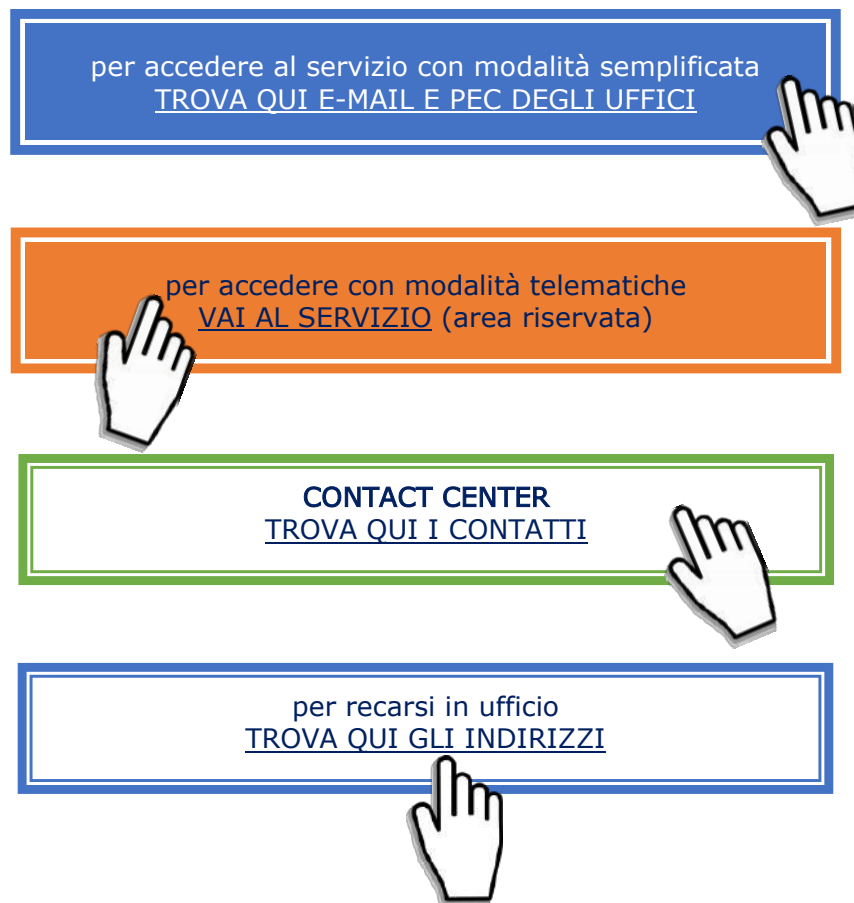 per accedere al servizio con modalità semplificata
TROVA QUI E-MAIL E PEC DEGLI UFFICI
per accedere con modalità telematiche
VAI AL SERVIZIO (area riservata)
CONTACT CENTER
TROVA QUI I CONTATTI
per recarsi in ufficio
TROVA QUI GLI INDIRIZZI